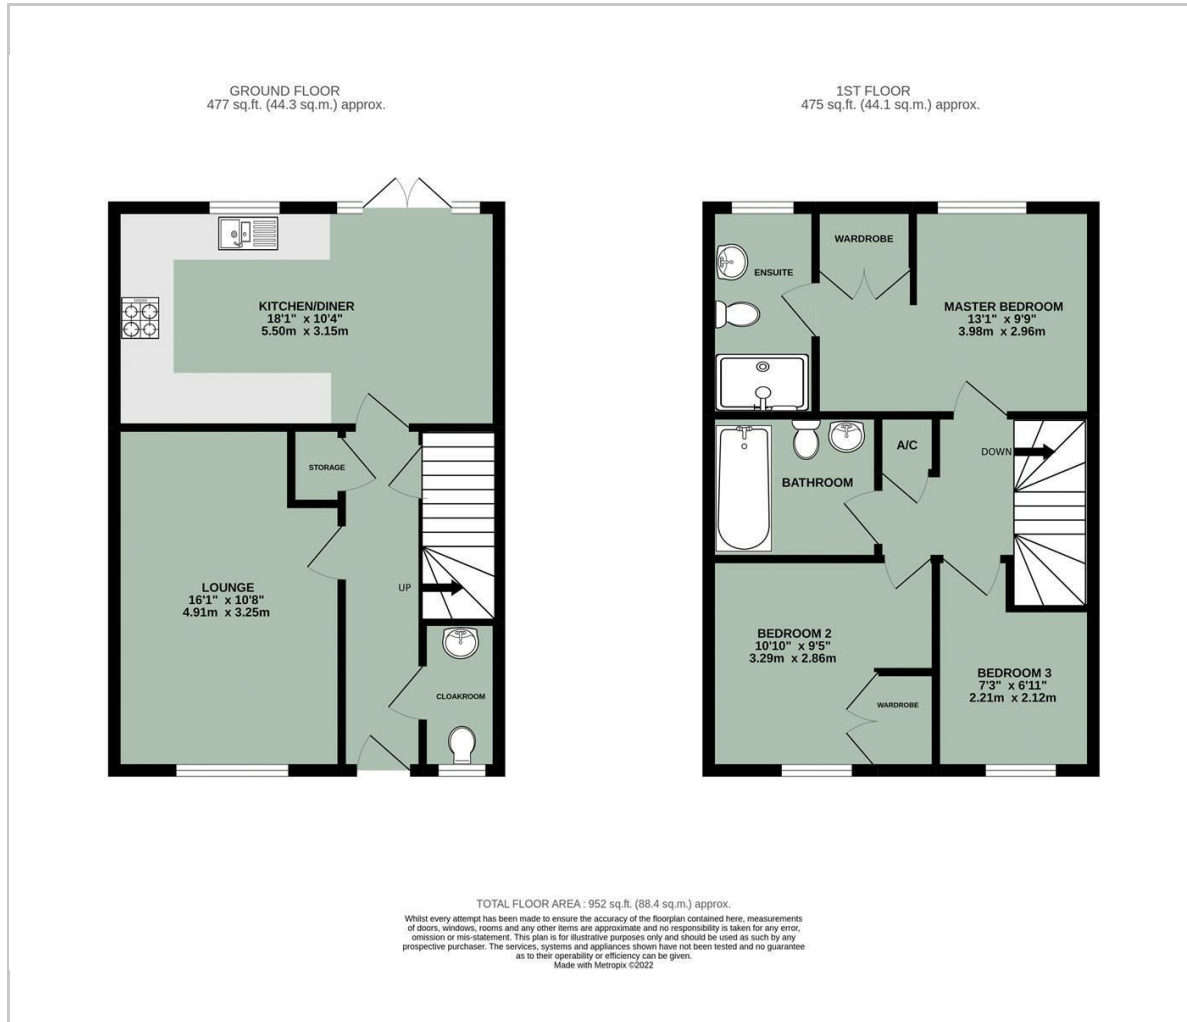 GROUND FLOOR
477 sq.ft. (44.3 sq.m.) approx.
KITCHEN/DINER
18'1" x 10'4"
5.50m x 3.15m
STORAGE
LOUNGE
16'1" x 10'8"
4.91m x 3.25m
UP
CLOAKROOM
1ST FLOOR
475 sq.ft. (44.1 sq.m.) approx.
WARDROBE
ENSUITE
MASTER BEDROOM
13'1" x 9'9"
3.98m x 2.96m
A/C
DOWN
BATHROOM
BEDROOM 2
10'10" x 9'5"
3.29m x 2.86m
WARDROBE
BEDROOM 3
7'3" x 6'11"
2.21m x 2.12m
TOTAL FLOOR AREA : 952 sq.ft. (88.4 sq.m.) approx.
Whilst every attempt has been made to ensure the accuracy of the floorplan contained here, measurements
of doors, windows, rooms and any other items are approximate and no responsibility is taken for any error,
omission or mis-statement. This plan is for illustrative purposes only and should be used as such by any
prospective purchaser. The services, systems and appliances shown have not been tested and no guarantee
as to their operability or efficiency can be given.
Made with Metropix ©2022